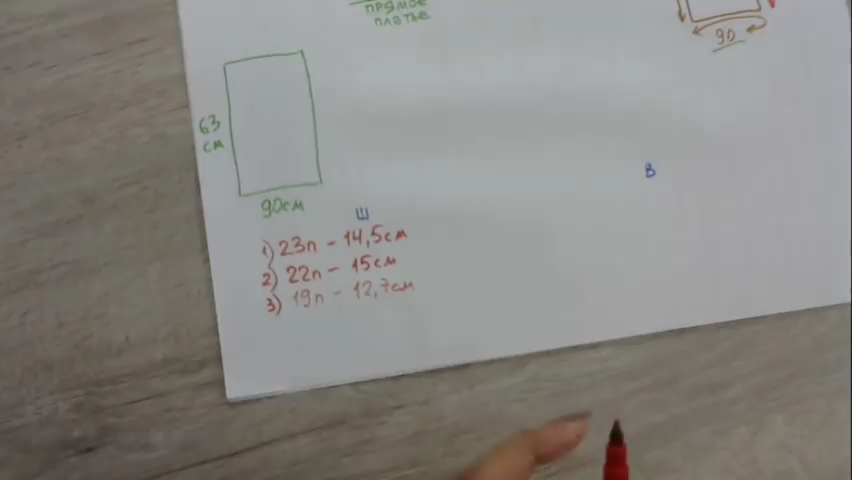 прямое
платье
90
63
см
90см
Ш
В
1) 23п - 14,5см
2) 22п - 15см
3) 19п - 12,7см